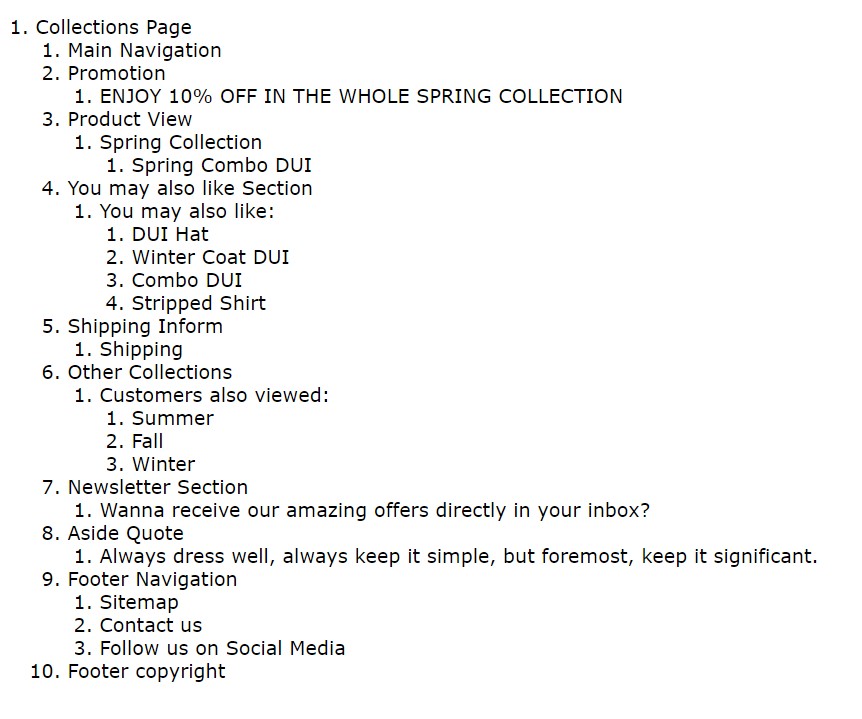 1. Collections Page
1. Main Navigation
2. Promotion
1. ENJOY 10% OFF IN THE WHOLE SPRING COLLECTION
3. Product View
1. Spring Collection
1. Spring Combo DUI
4. You may also like Section
1. You may also like:
1. DUI Hat
2. Winter Coat DUI
3. Combo DUI
4. Stripped Shirt
5. Shipping Inform
1. Shipping
6. Other Collections
1. Customers also viewed:
1. Summer
2. Fall
3. Winter
7. Newsletter Section
1. Wanna receive our amazing offers directly in your inbox?
8. Aside Quote
1. Always dress well, always keep it simple, but foremost, keep it significant.
9. Footer Navigation
1. Sitemap
2. Contact us
3. Follow us on Social Media
10. Footer copyright